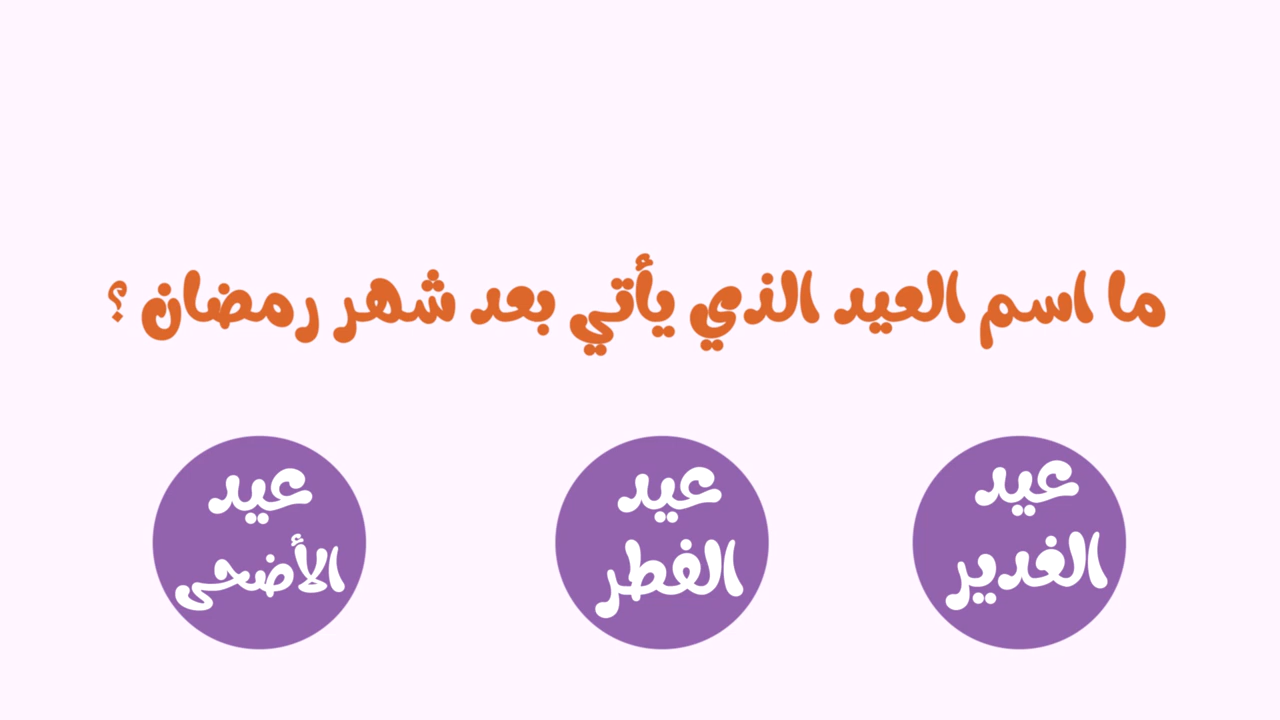 ما اسم العيد الذي يأتي بعد شهر رمضان ؟
عيد
الغدير
عيد
الفطر
عيد
الأضحى